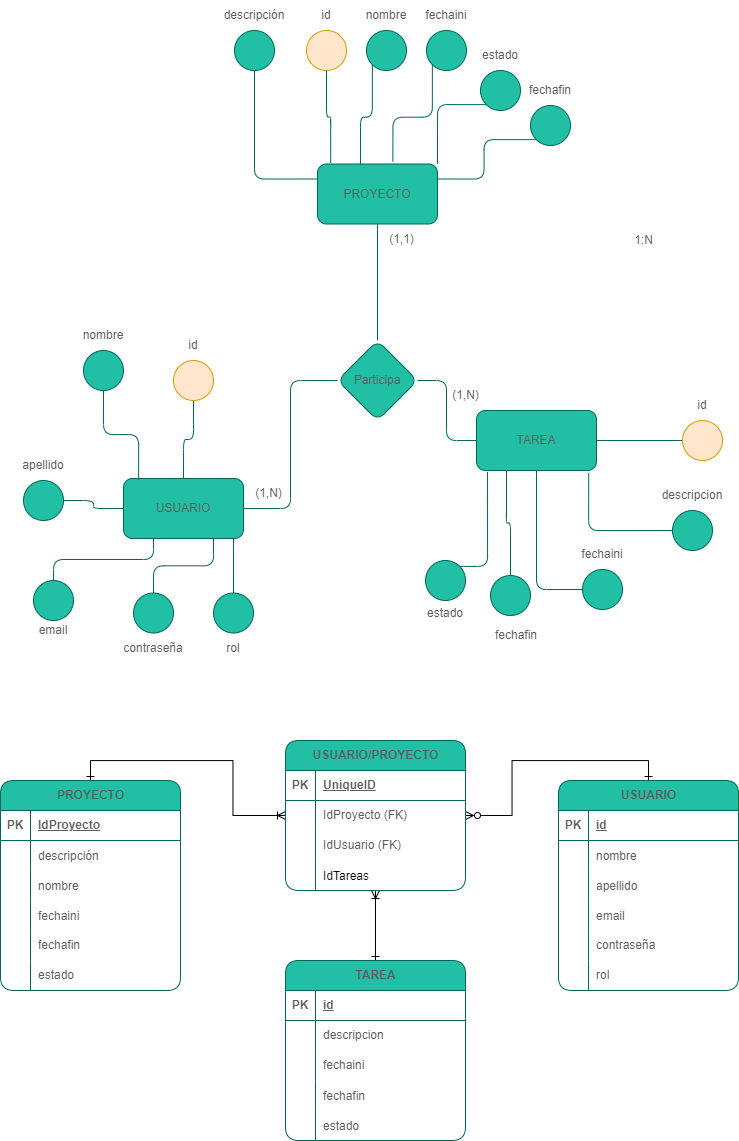 descripción
id
nombre
fechaini
estado
fechafin
PROYECTO
(1,1)
1:N
nombre
id
Participa
(1,N)
TAREA
id
apellido
(1,N)
USUARIO
descripcion
fechaini
estado
fechafin
email
contraseña
rol
USUARIO/PROYECTO
PK UniqueID
IdProyecto (FK)
IdUsuario (FK)
IdTareas
PROYECTO
PK IdProyecto
descripción
nombre
fechaini
fechafin
estado
USUARIO
PK id
nombre
apellido
email
contraseña
rol
TAREA
PK id
descripcion
fechaini
fechafin
estado